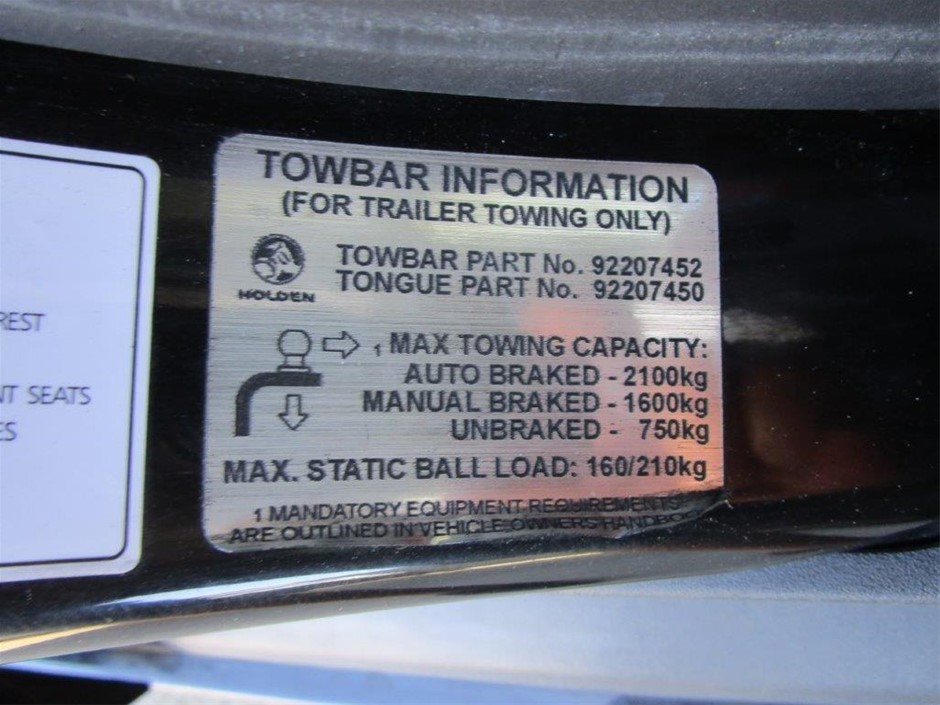 TOWBAR INFORMATION
(FOR TRAILER TOWING ONLY)
HOLDEN
TOWBAR PART No. 92207452
TONGUE PART No. 92207450
1 MAX TOWING CAPACITY:
AUTO BRAKED - 2100kg
MANUAL BRAKED - 1600kg
UNBRAKED - 750kg
MAX. STATIC BALL LOAD: 160/210kg
1 MANDATORY EQUIPMENT REQUIREMENTS
ARE OUTLINED IN VEHICLE OWNERS HANDBOO
REST
NT SEATS
ES